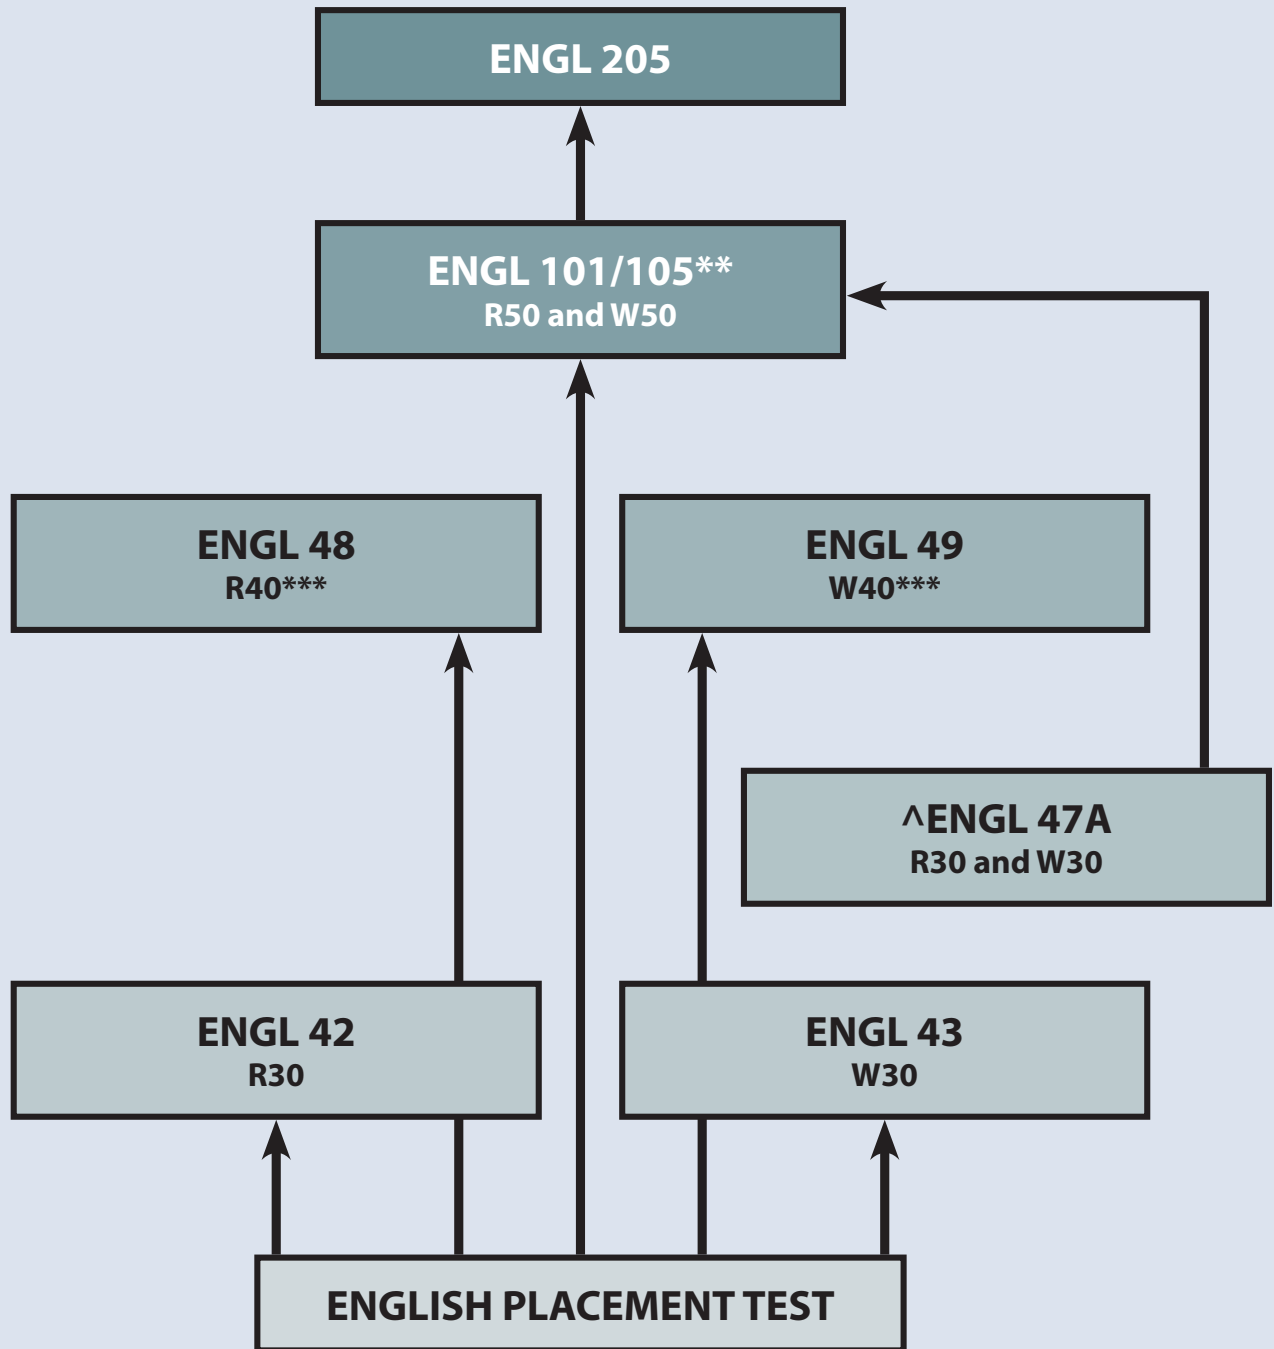 ENGL 205
ENGL 101/105**
R50 and W50
ENGL 48
R40***
ENGL 49
W40***
^ENGL 47A
R30 and W30
ENGL 42
R30
ENGL 43
W30
ENGLISH PLACEMENT TEST